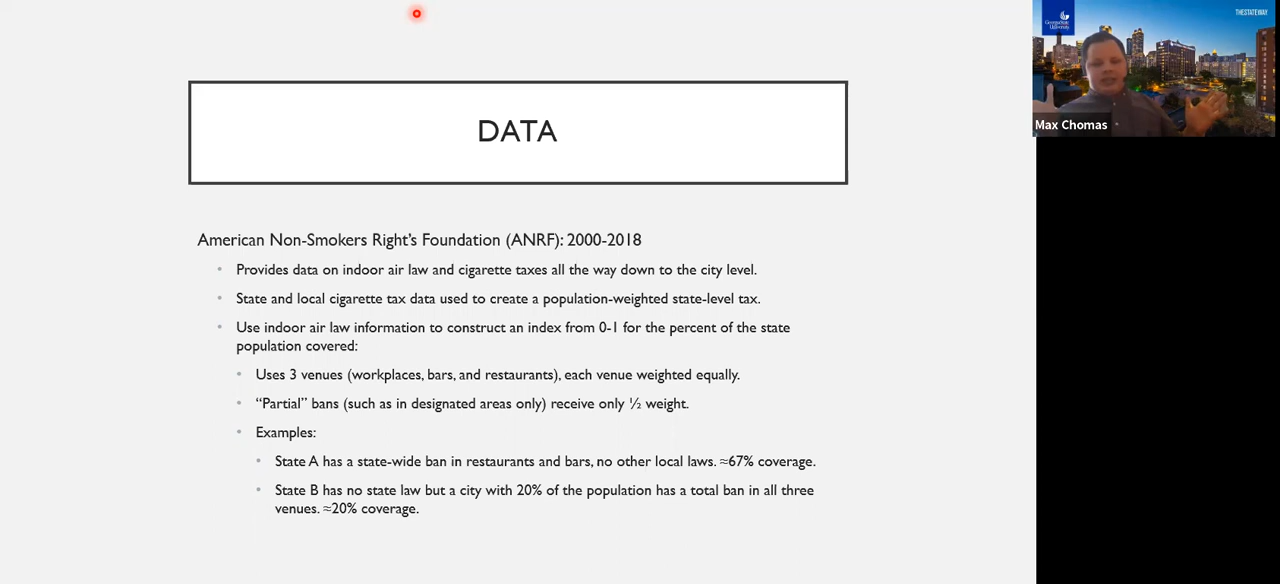 DATA
American Non-Smokers Right's Foundation (ANRF): 2000-2018
Provides data on indoor air law and cigarette taxes all the way down to the city level.
State and local cigarette tax data used to create a population-weighted state-level tax.
Use indoor air law information to construct an index from 0-1 for the percent of the state
population covered:
Uses 3 venues (workplaces, bars, and restaurants), each venue weighted equally.
“Partial” bans (such as in designated areas only) receive only ½ weight.
Examples:
State A has a state-wide ban in restaurants and bars, no other local laws. ≈67% coverage.
State B has no state law but a city with 20% of the population has a total ban in all three
venues. ≈20% coverage.
THESTATEWAY
GeorgiaState
University
Max Chomas